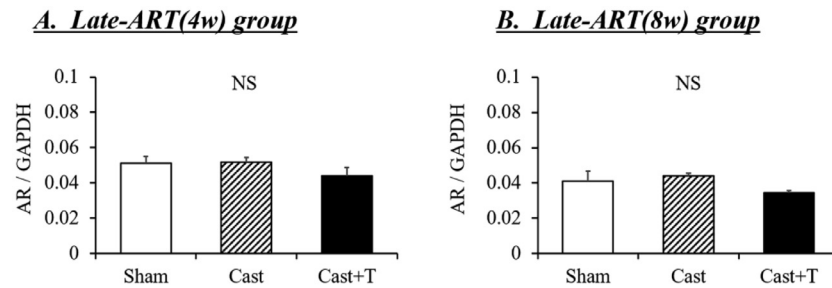 A. Late-ART(4w) group
AR / GAPDH
0.1
0.08
0.06
0.04
0.02
0
NS
Sham Cast Cast+T
B. Late-ART(8w) group
AR / GAPDH
0.1
0.08
0.06
0.04
0.02
0
NS
Sham Cast Cast+T